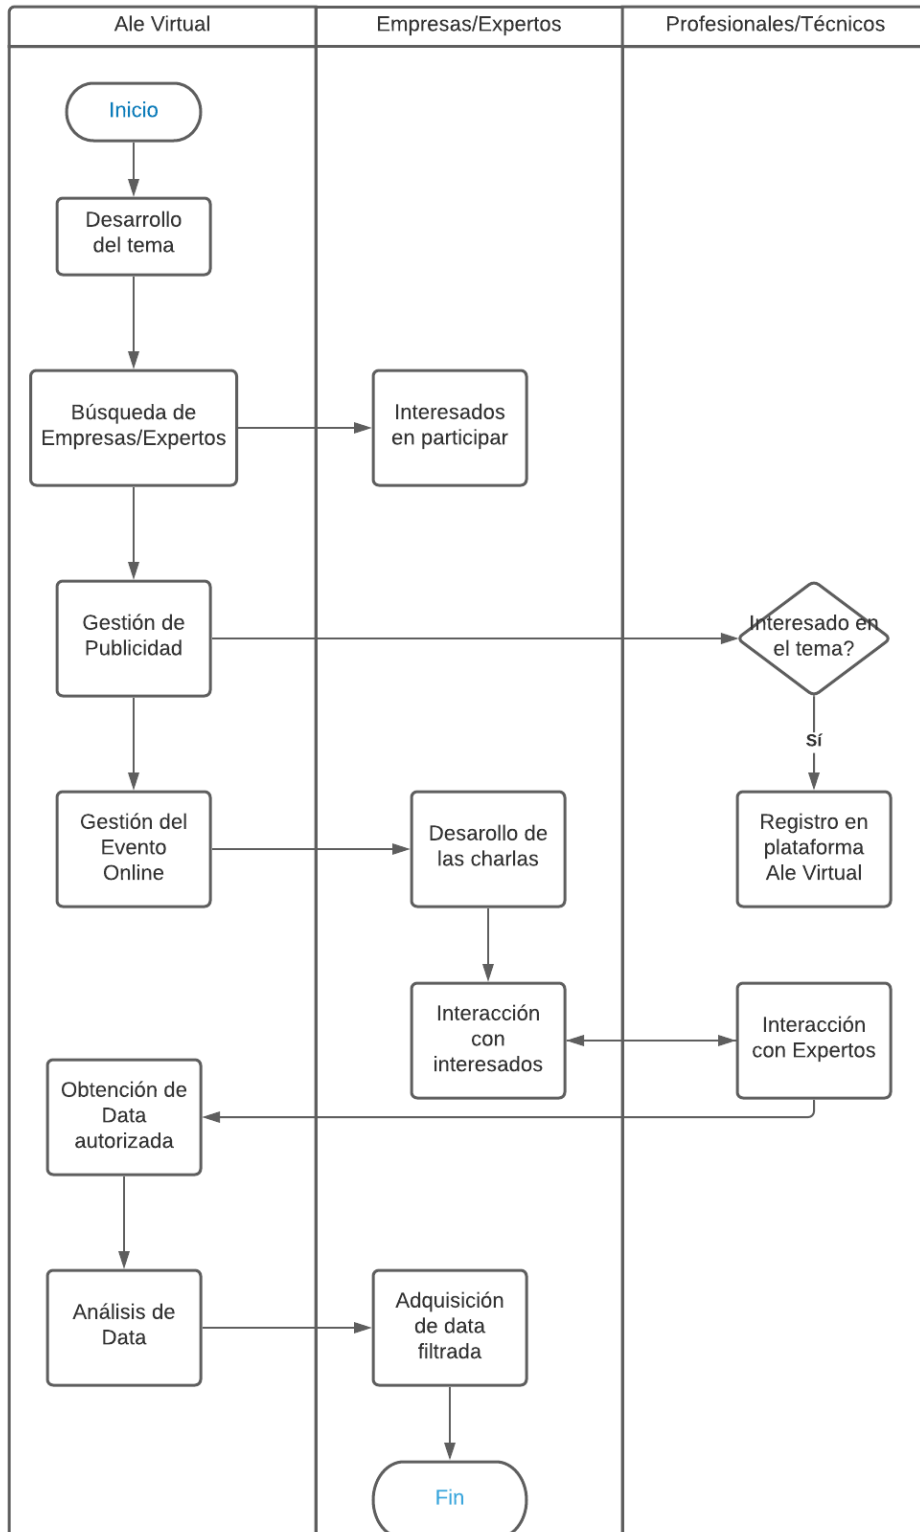 Ale Virtual
Empresas/Expertos
Profesionales/Técnicos
Inicio
Desarrollo
del tema
Búsqueda de
Empresas/Expertos
Interesados
en participar
Gestión de
Publicidad
Interesado en
el tema?
Sí
Gestión del
Evento
Online
Desarollo de
las charlas
Registro en
plataforma
Ale Virtual
Interacción
con
interesados
Interacción
con Expertos
Obtención de
Data
autorizada
Análisis de
Data
Adquisición
de data
filtrada
Fin